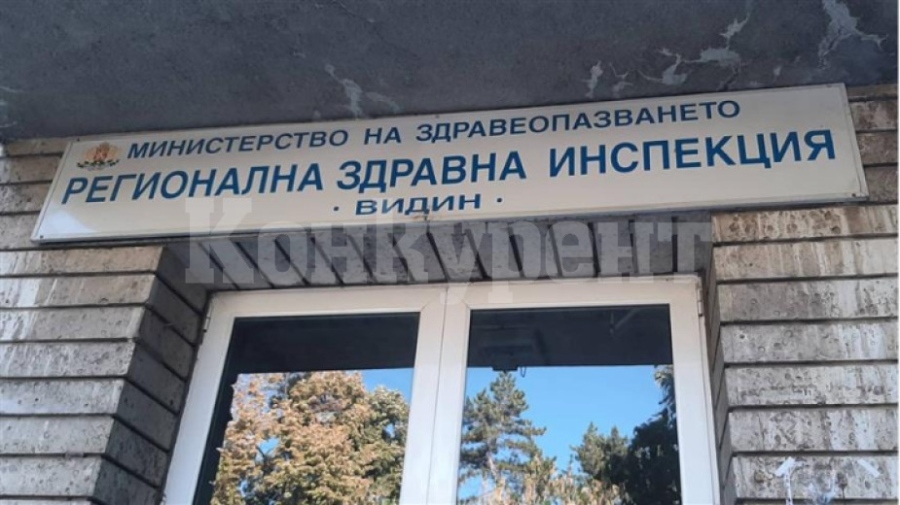 МИНИСТЕРСТВО НА ЗДРАВЕОПАЗВАНЕТО
РЕГИОНАЛНА ЗДРАВНА ИНСПЕКЦИЯ
· ВИДИН ·
Конкурент